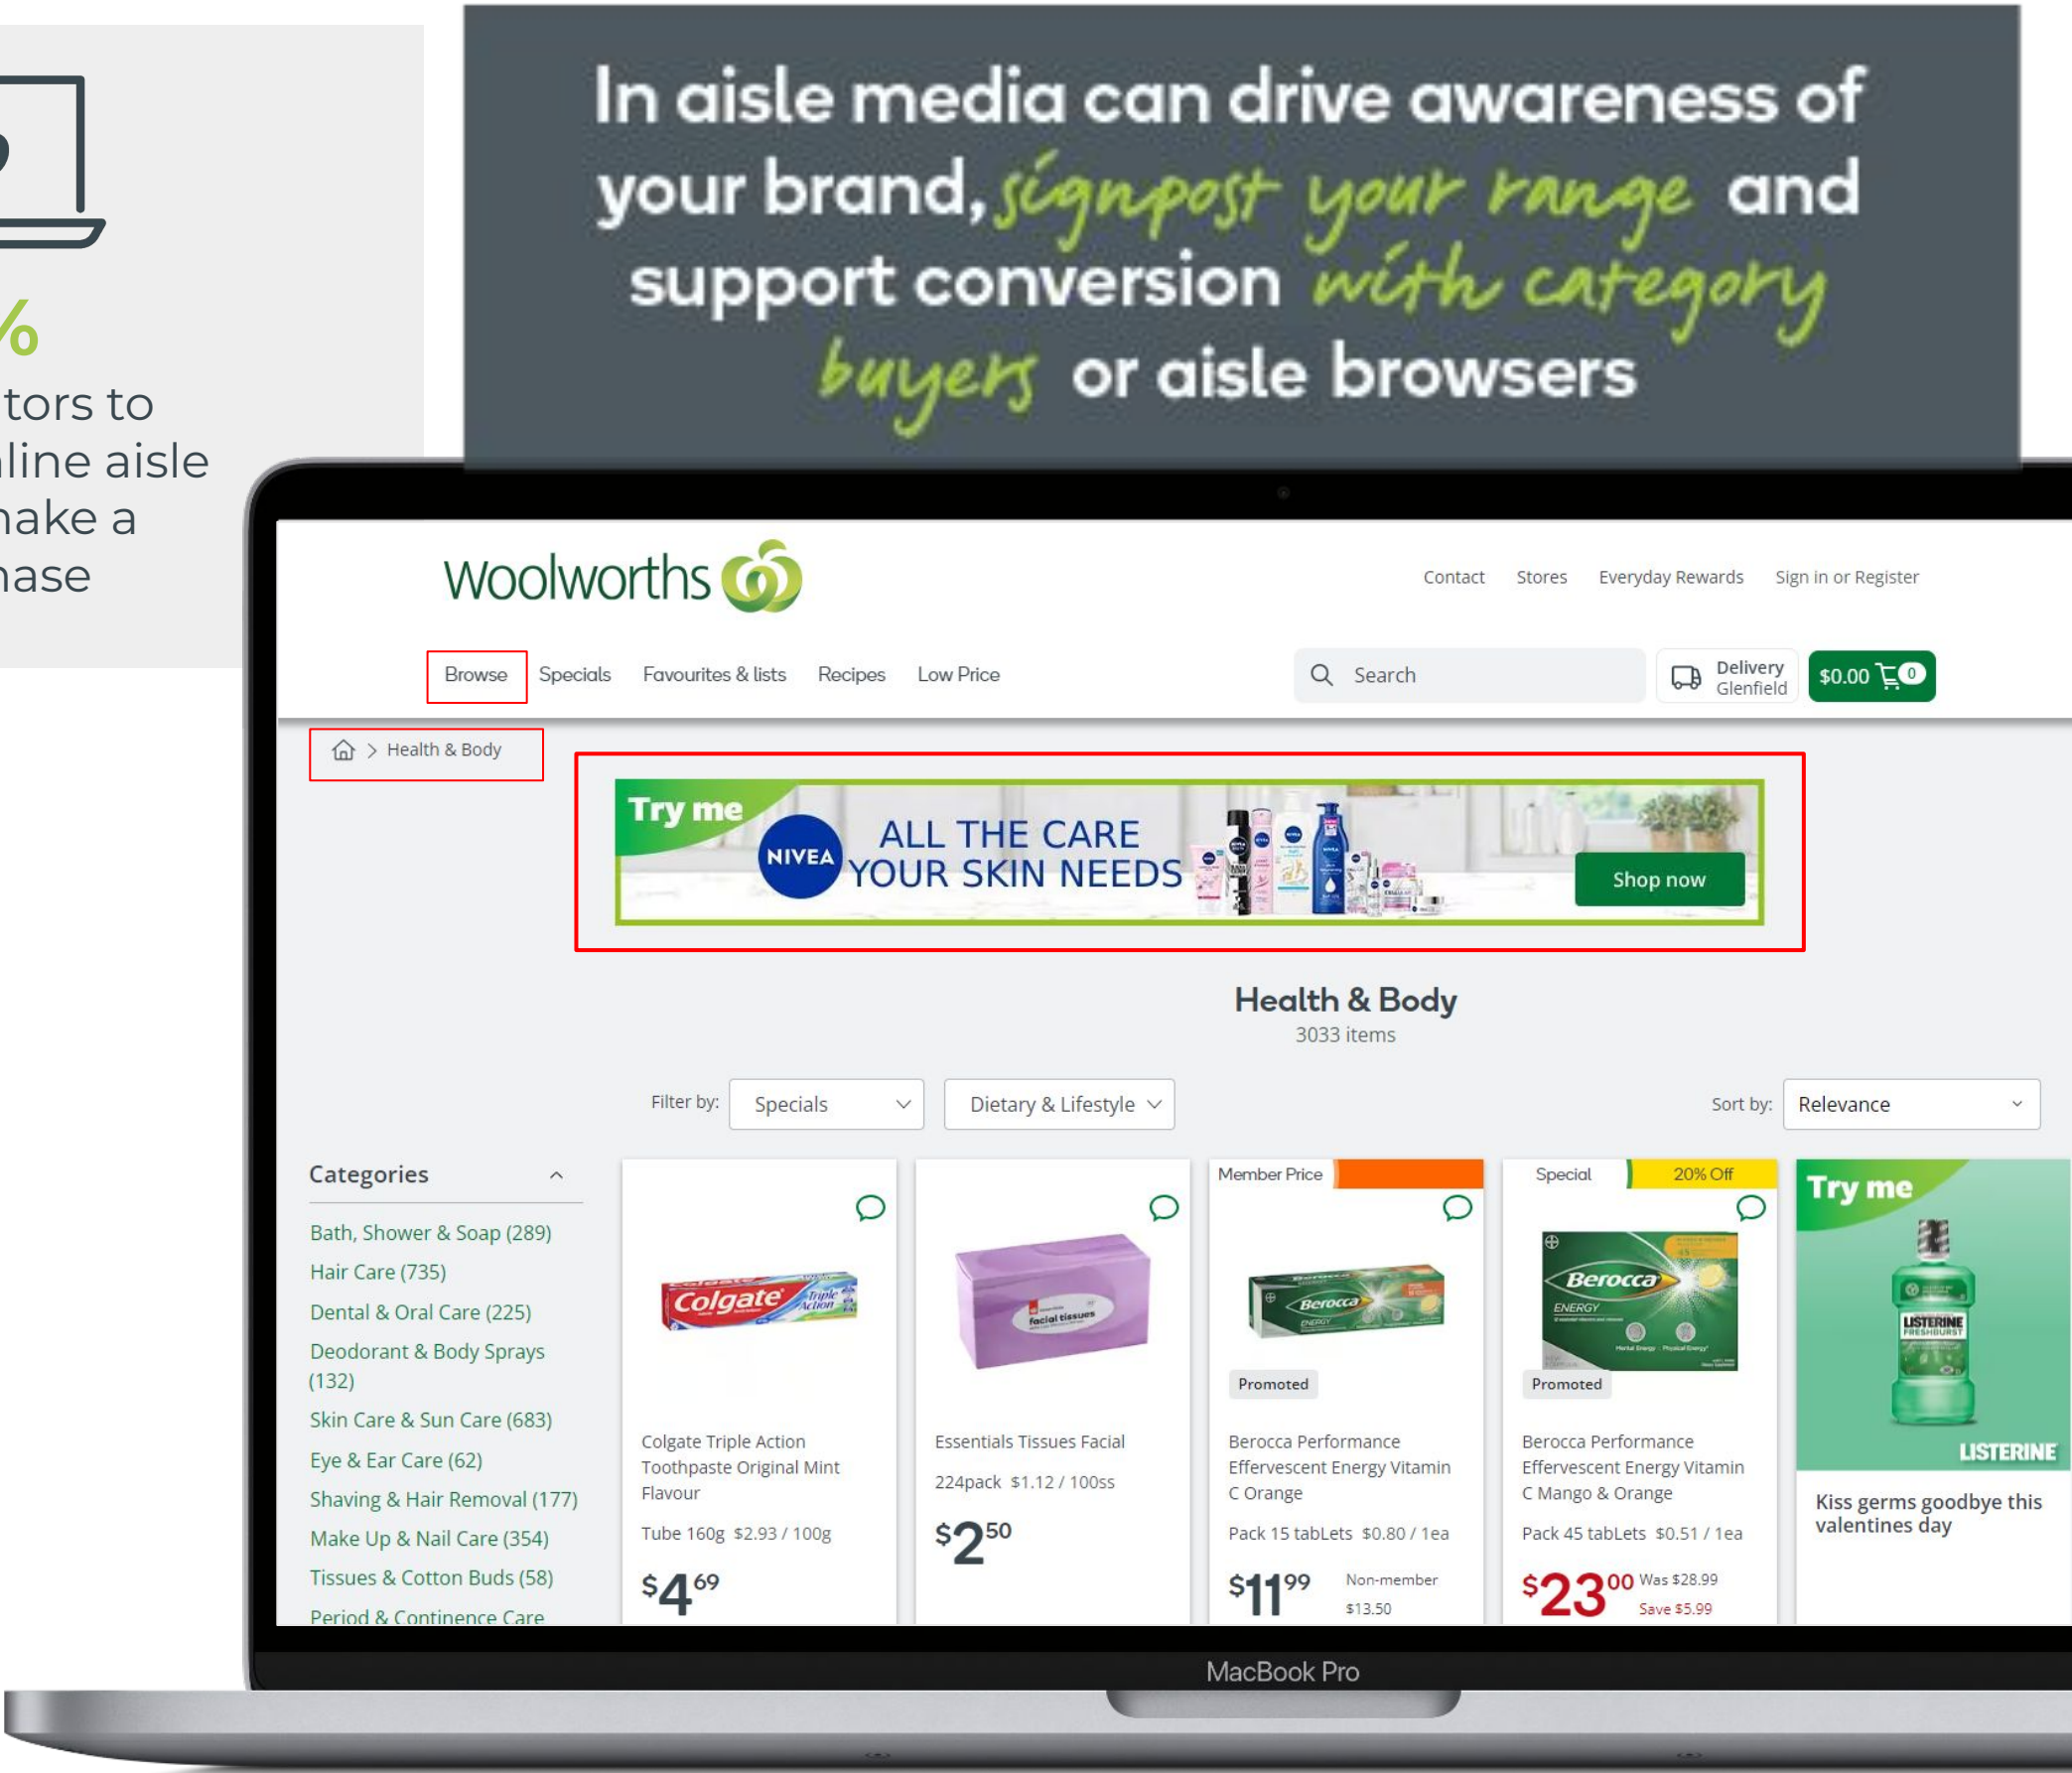 In aisle media can drive awareness of
your brand, signpost your range and
support conversion with category
buyers or aisle browsers
%
tors to
line aisle
make a
hase
Woolworths
Contact Stores Everyday Rewards Sign in or Register
Browse Specials Favourites & lists Recipes Low Price Search Delivery
Glenfield
$0.00 0
> Health & Body
Try me
NIVEA
ALL THE CARE
YOUR SKIN NEEDS
Shop now
Health & Body
3033 items
Filter by: Specials Dietary & Lifestyle Sort by: Relevance
Categories
Bath, Shower & Soap (289)
Hair Care (735)
Dental & Oral Care (225)
Deodorant & Body Sprays
(132)
Skin Care & Sun Care (683)
Eye & Ear Care (62)
Shaving & Hair Removal (177)
Make Up & Nail Care (354)
Tissues & Cotton Buds (58)
Period & Continence Care
Colgate Triple Action
Colgate Triple Action
Toothpaste Original Mint
Flavour
Tube 160g $2.93 / 100g
$4 69
facial tissues
Essentials Tissues Facial
224pack $1.12 / 100ss
$2 50
Member Price
Berocca
ENERGY
Promoted
Berocca Performance
Effervescent Energy Vitamin
C Orange
Pack 15 tabLets $0.80 / 1ea
$11 99 Non-member
$13.50
Special 20% Off
Berocca
ENERGY
Mental Energy Physical Energy
Promoted
Berocca Performance
Effervescent Energy Vitamin
C Mango & Orange
Pack 45 tabLets $0.51 / 1ea
$23 00 Was $28.99
Save $5.99
Try me
LISTERINE
FRESHBURST
LISTERINE
Kiss germs goodbye this
valentines day
MacBook Pro